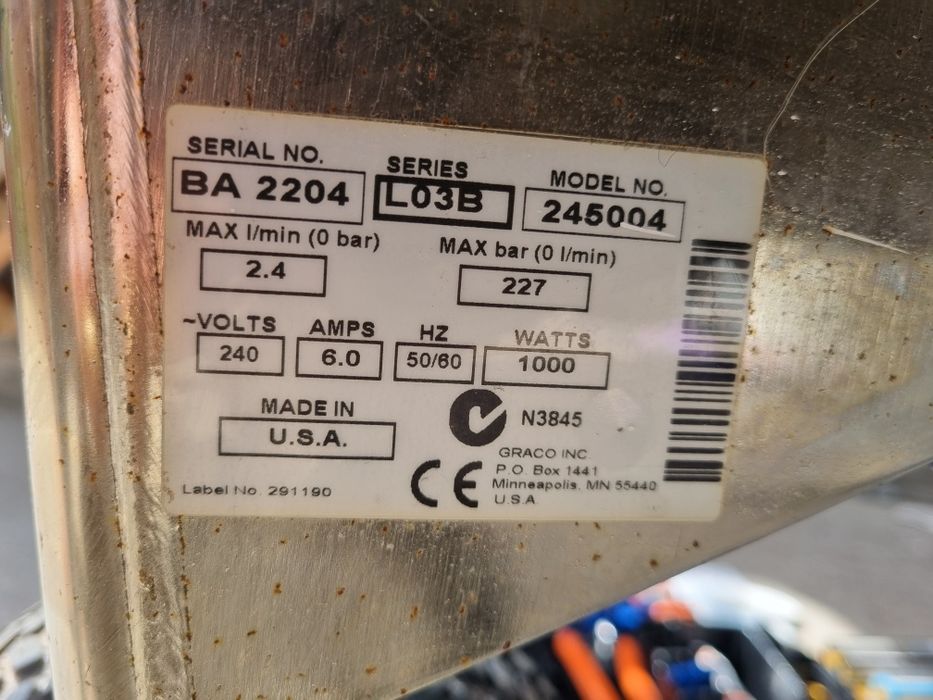 SERIAL NO. SERIES MODEL NO.
BA 2204 L03B 245004
MAX l/min (0 bar) MAX bar (0 l/min)
2.4 227
~VOLTS AMPS HZ WATTS
240 6.0 50/60 1000
MADE IN
U.S.A.
N3845
GRACO INC.
P.O. Box 1441
Minneapolis, MN 55440
U.S.A
CE
Label No. 291190